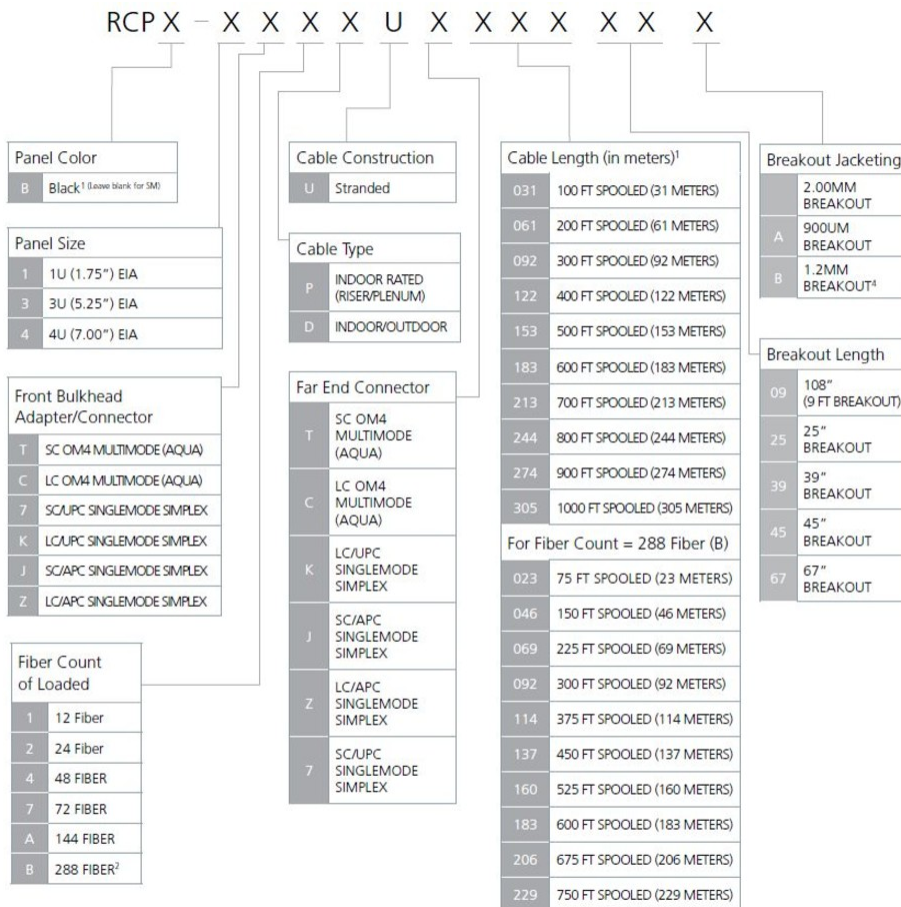 RCP X – X X X X U X X X X X X X
Panel Color
B Black¹ (Leave blank for SM)
Panel Size
1 1U (1.75") EIA
3 3U (5.25") EIA
4 4U (7.00") EIA
Front Bulkhead
Adapter/Connector
T SC OM4 MULTIMODE (AQUA)
C LC OM4 MULTIMODE (AQUA)
7 SC/UPC SINGLEMODE SIMPLEX
K LC/UPC SINGLEMODE SIMPLEX
J SC/APC SINGLEMODE SIMPLEX
Z LC/APC SINGLEMODE SIMPLEX
Fiber Count
of Loaded
1 12 Fiber
2 24 Fiber
4 48 FIBER
7 72 FIBER
A 144 FIBER
B 288 FIBER²
Cable Construction
U Stranded
Cable Type
P INDOOR RATED
(RISER/PLENUM)
D INDOOR/OUTDOOR
Far End Connector
T SC OM4
MULTIMODE
(AQUA)
C LC OM4
MULTIMODE
(AQUA)
K LC/UPC
SINGLEMODE
SIMPLEX
J SC/APC
SINGLEMODE
SIMPLEX
Z LC/APC
SINGLEMODE
SIMPLEX
7 SC/UPC
SINGLEMODE
SIMPLEX
Cable Length (in meters)¹
031 100 FT SPOOLED (31 METERS)
061 200 FT SPOOLED (61 METERS)
092 300 FT SPOOLED (92 METERS)
122 400 FT SPOOLED (122 METERS)
153 500 FT SPOOLED (153 METERS)
183 600 FT SPOOLED (183 METERS)
213 700 FT SPOOLED (213 METERS)
244 800 FT SPOOLED (244 METERS)
274 900 FT SPOOLED (274 METERS)
305 1000 FT SPOOLED (305 METERS)
For Fiber Count = 288 Fiber (B)
023 75 FT SPOOLED (23 METERS)
046 150 FT SPOOLED (46 METERS)
069 225 FT SPOOLED (69 METERS)
092 300 FT SPOOLED (92 METERS)
114 375 FT SPOOLED (114 METERS)
137 450 FT SPOOLED (137 METERS)
160 525 FT SPOOLED (160 METERS)
183 600 FT SPOOLED (183 METERS)
206 675 FT SPOOLED (206 METERS)
229 750 FT SPOOLED (229 METERS)
Breakout Jacketing
2.00MM
BREAKOUT
A 900UM
BREAKOUT
B 1.2MM
BREAKOUT⁴
Breakout Length
09 108"
(9 FT BREAKOUT)
25 25"
BREAKOUT
39 39"
BREAKOUT
45 45"
BREAKOUT
67 67"
BREAKOUT